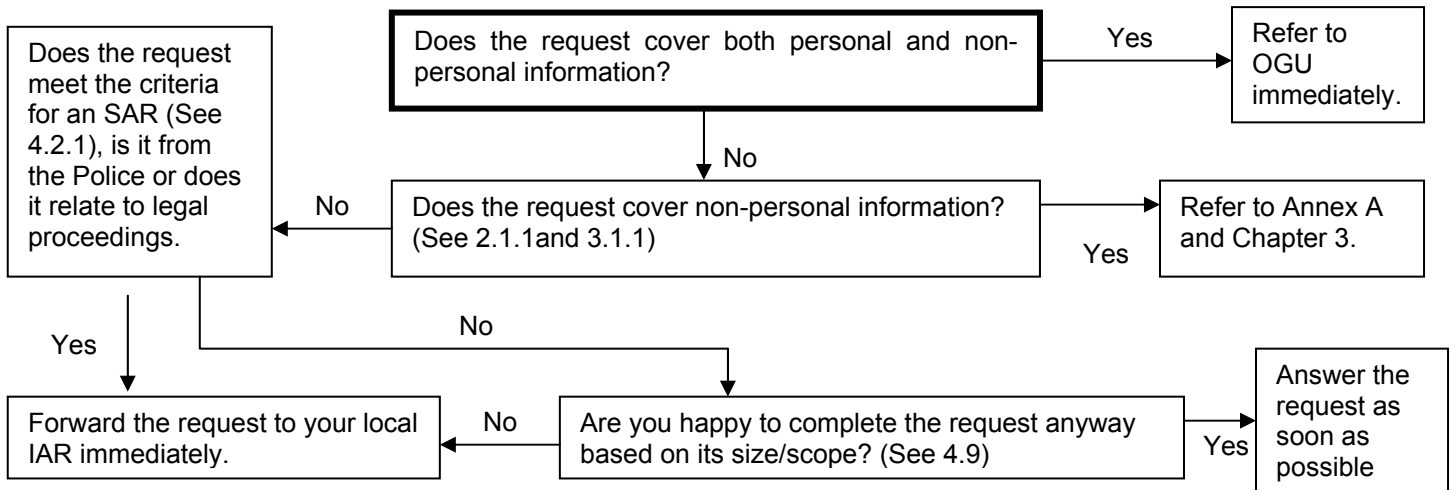 Does the request cover both personal and non-
personal information?
Yes
Refer to
OGU
immediately.
No
Does the request cover non-personal information?
(See 2.1.1and 3.1.1)
Yes
Refer to Annex A
and Chapter 3.
No
Does the request
meet the criteria
for an SAR (See
4.2.1), is it from
the Police or does
it relate to legal
proceedings.
Yes
No
Forward the request to your local
IAR immediately.
No
Are you happy to complete the request anyway
based on its size/scope? (See 4.9)
Yes
Answer the
request as
soon as
possible